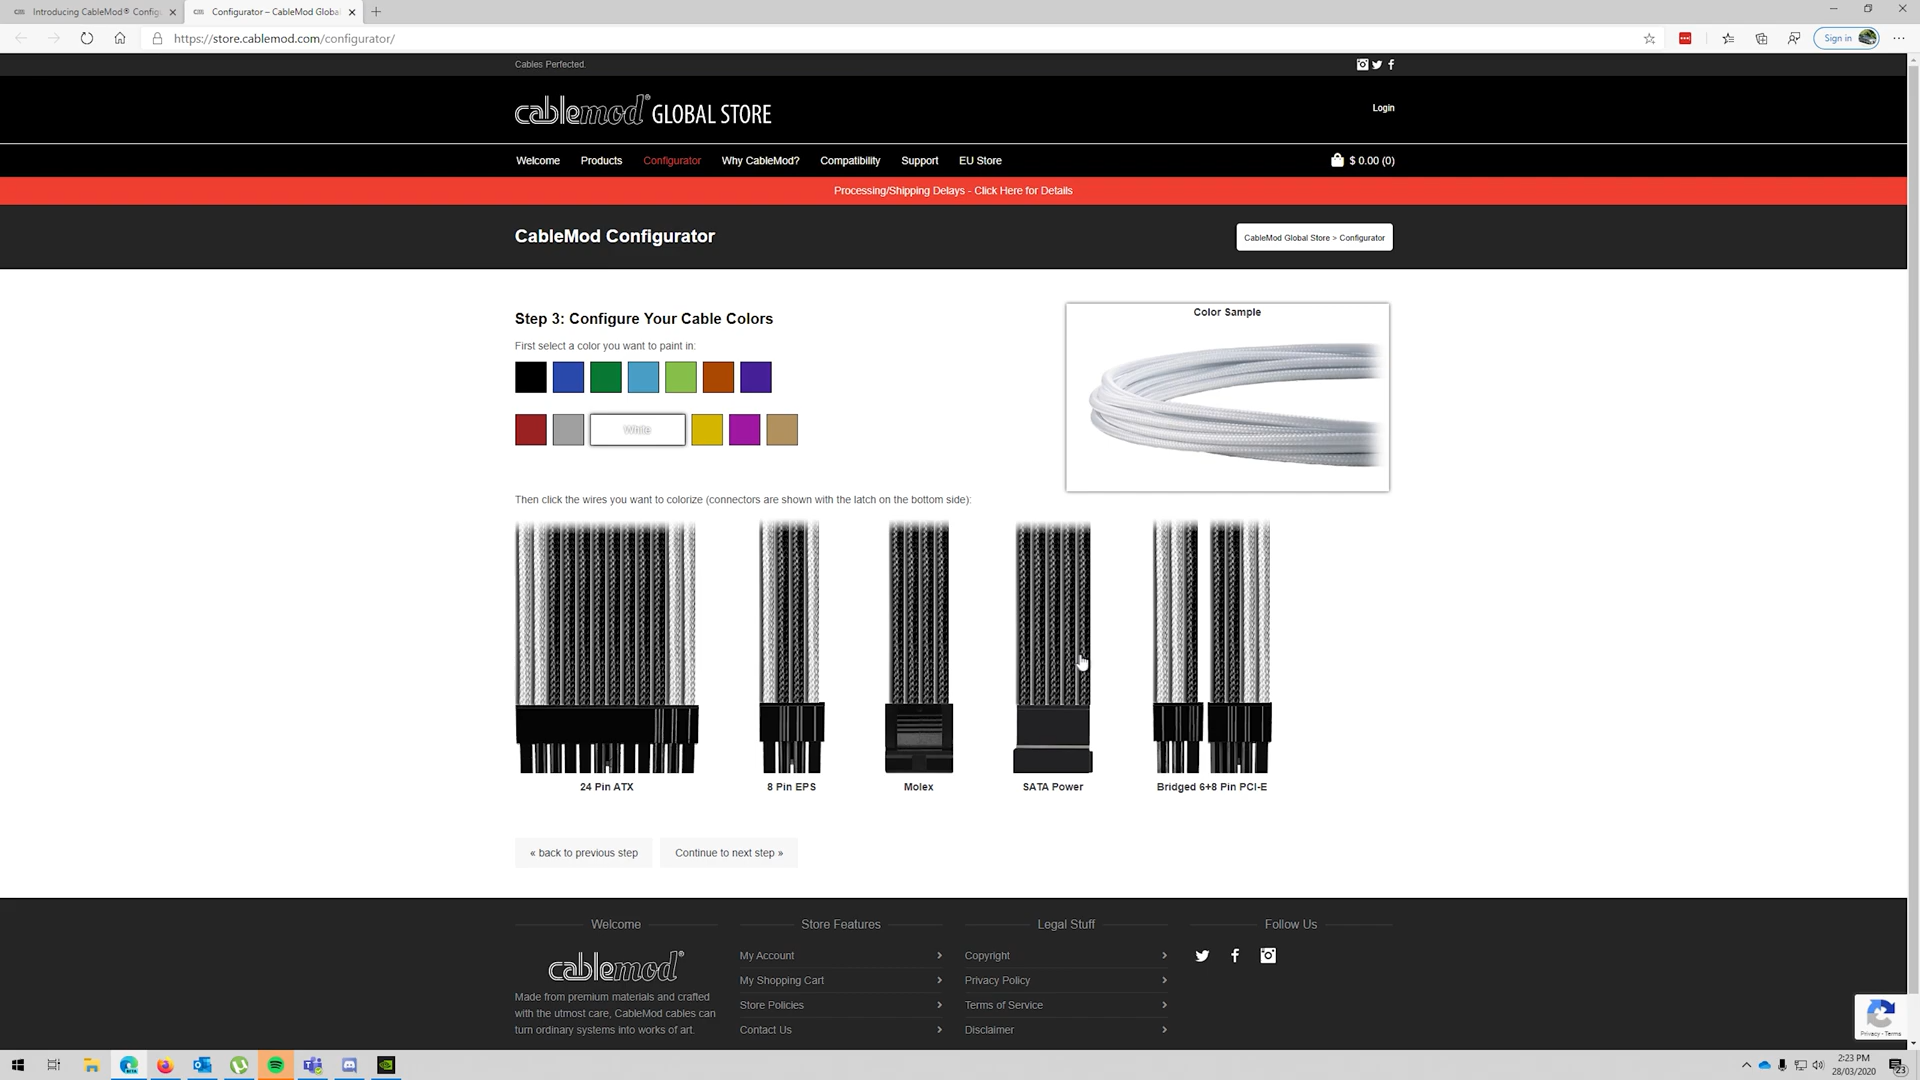 Introducing CableMod® Config
Configurator – CableMod Global
https://store.cablemod.com/configurator/
Sign in
Cables Perfected.
cablemod® GLOBAL STORE
Login
Welcome
Products
Configurator
Why CableMod?
Compatibility
Support
EU Store
$ 0.00 (0)
Processing/Shipping Delays - Click Here for Details
CableMod Configurator
CableMod Global Store > Configurator
Step 3: Configure Your Cable Colors
First select a color you want to paint in:
White
Color Sample
Then click the wires you want to colorize (connectors are shown with the latch on the bottom side):
24 Pin ATX
8 Pin EPS
Molex
SATA Power
Bridged 6+8 Pin PCI-E
« back to previous step
Continue to next step »
Welcome
cablemod®
Made from premium materials and crafted
with the utmost care, CableMod cables can
turn ordinary systems into works of art.
Store Features
My Account
My Shopping Cart
Store Policies
Contact Us
Legal Stuff
Copyright
Privacy Policy
Terms of Service
Disclaimer
Follow Us
Privacy - Terms
2:23 PM
28/03/2020
23